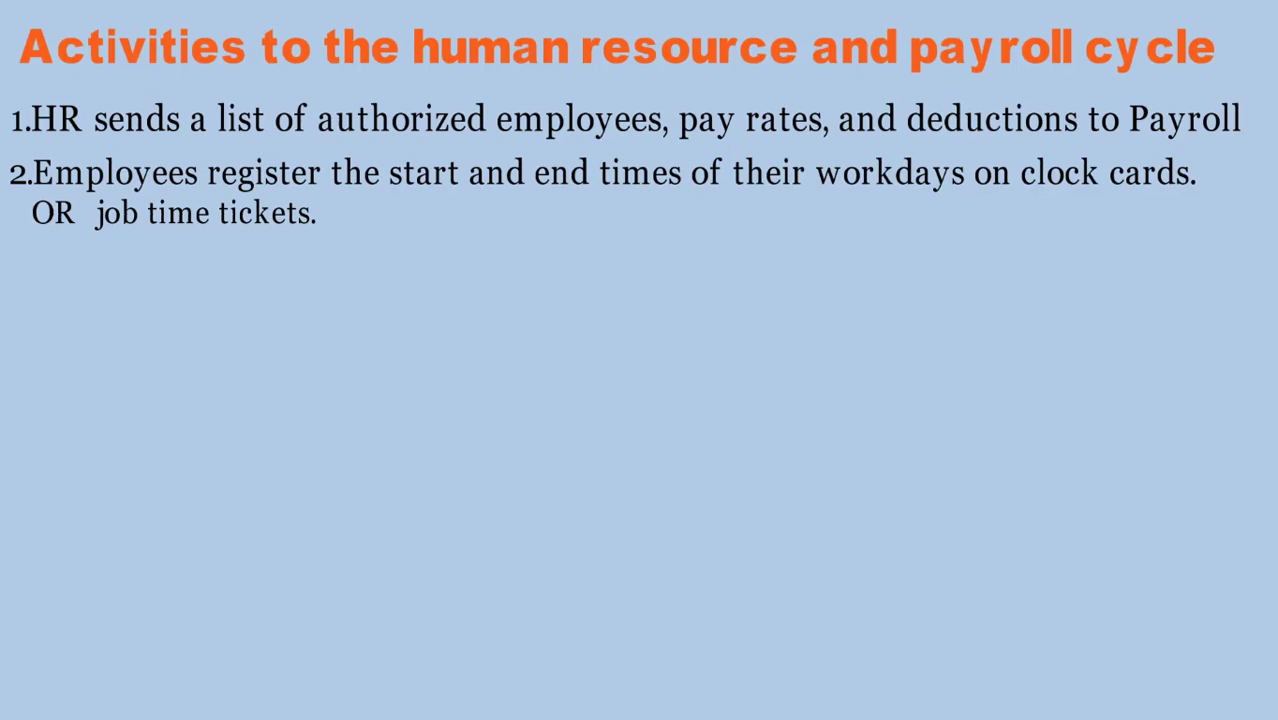 Activities to the human resource and payroll cycle
1.HR sends a list of authorized employees, pay rates, and deductions to Payroll
2.Employees register the start and end times of their workdays on clock cards.
OR job time tickets.